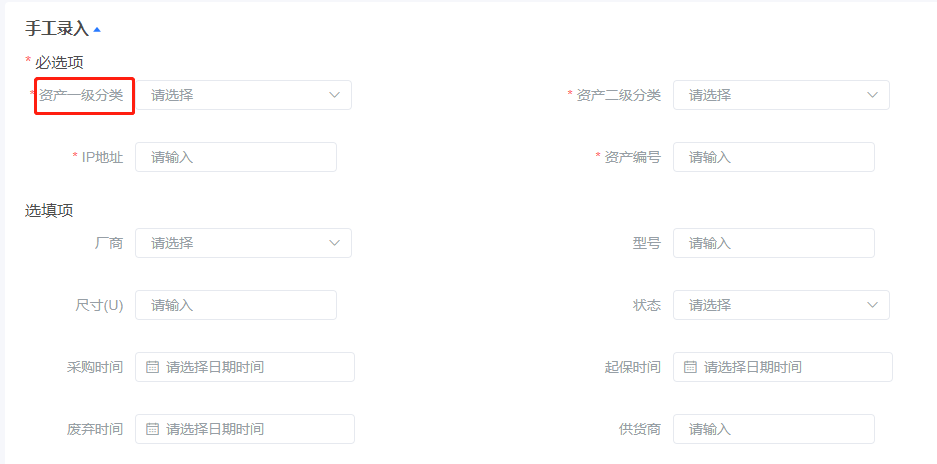 手工录入
* 必选项
* 资产一级分类 请选择 * 资产二级分类 请选择
* IP地址 请输入 * 资产编号 请输入
选填项
厂商 请选择 型号 请输入
尺寸(U) 请输入 状态 请选择
采购时间 请选择日期时间 起保时间 请选择日期时间
废弃时间 请选择日期时间 供货商 请输入